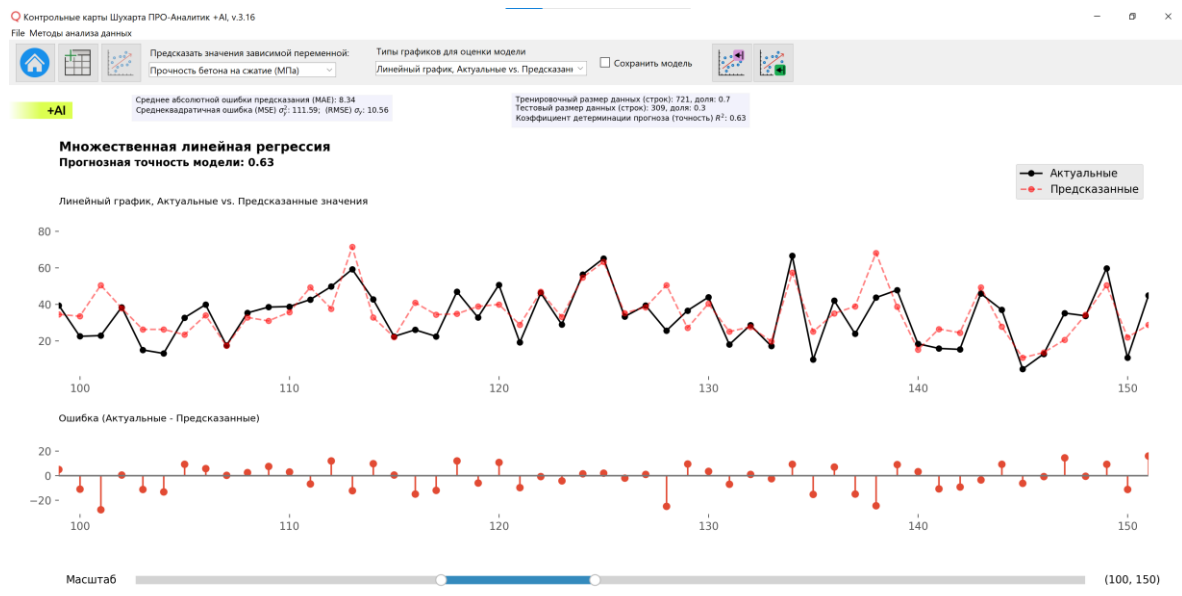 Контрольные карты Шухарта ПРО-Аналитик +AI, v.3.16
File Методы анализа данных
Предсказать значения зависимой переменной:
Прочность бетона на сжатие (МПа)
Типы графиков для оценки модели
Линейный график, Актуальные vs. Предсказанн
Сохранить модель
+AI
Среднее абсолютной ошибки предсказания (MAE): 8.34
Среднеквадратичная ошибка (MSE) σ²ᵧ: 111.59; (RMSE) σᵧ: 10.56
Тренировочный размер данных (строк): 721, доля: 0.7
Тестовый размер данных (строк): 309, доля: 0.3
Коэффициент детерминации прогноза (точность) R²: 0.63
Множественная линейная регрессия
Прогнозная точность модели: 0.63
Актуальные
Предсказанные
Линейный график, Актуальные vs. Предсказанные значения
80
60
40
20
100 110 120 130 140 150
Ошибка (Актуальные - Предсказанные)
20
0
−20
100 110 120 130 140 150
Масштаб (100, 150)